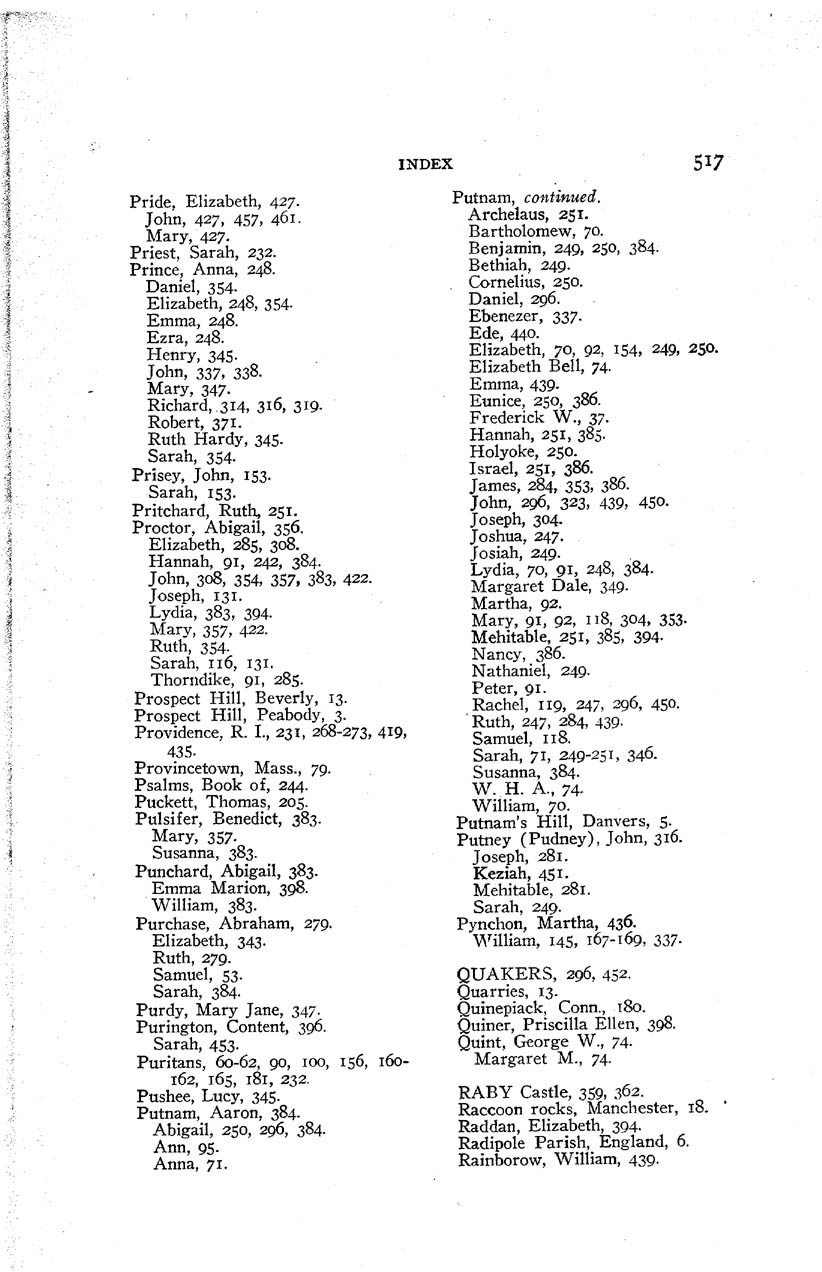 INDEX 517
Pride, Elizabeth, 427.
John, 427, 457, 461.
Mary, 427.
Priest, Sarah, 232.
Prince, Anna, 248.
Daniel, 354.
Elizabeth, 248, 354.
Emma, 248.
Ezra, 248.
Henry, 345.
John, 337, 338.
Mary, 347.
Richard, 314, 316, 319.
Robert, 371.
Ruth Hardy, 345.
Sarah, 354.
Prisey, John, 153.
Sarah, 153.
Pritchard, Ruth, 251.
Proctor, Abigail, 356.
Elizabeth, 285, 308.
Hannah, 91, 242, 384.
John, 308, 354, 357, 383, 422.
Joseph, 131.
Lydia, 383, 394.
Mary, 357, 422.
Ruth, 354.
Sarah, 116, 131.
Thorndike, 91, 285.
Prospect Hill, Beverly, 13.
Prospect Hill, Peabody, 3.
Providence, R. I., 231, 268-273, 419,
435.
Provincetown, Mass., 79.
Psalms, Book of, 244.
Puckett, Thomas, 205.
Pulsifer, Benedict, 383.
Mary, 357.
Susanna, 383.
Punchard, Abigail, 383.
Emma Marion, 398.
William, 383.
Purchase, Abraham, 279.
Elizabeth, 343.
Ruth, 279.
Samuel, 53.
Sarah, 384.
Purdy, Mary Jane, 347.
Purington, Content, 396.
Sarah, 453.
Puritans, 60-62, 90, 100, 156, 160-
162, 165, 181, 232.
Pushee, Lucy, 345.
Putnam, Aaron, 384.
Abigail, 250, 296, 384.
Ann, 95.
Anna, 71.
Putnam, continued.
Archelaus, 251.
Bartholomew, 70.
Benjamin, 249, 250, 384.
Bethiah, 249.
Cornelius, 250.
Daniel, 296.
Ebenezer, 337.
Ede, 440.
Elizabeth, 70, 92, 154, 249, 250.
Elizabeth Bell, 74.
Emma, 439.
Eunice, 250, 386.
Frederick W., 37.
Hannah, 251, 385.
Holyoke, 250.
Israel, 251, 386.
James, 284, 353, 386.
John, 296, 323, 439, 450.
Joseph, 304.
Joshua, 247.
Josiah, 249.
Lydia, 70, 91, 248, 384.
Margaret Dale, 349.
Martha, 92.
Mary, 91, 92, 118, 304, 353.
Mehitable, 251, 385, 394.
Nancy, 386.
Nathaniel, 249.
Peter, 91.
Rachel, 119, 247, 296, 450.
Ruth, 247, 284, 439.
Samuel, 118.
Sarah, 71, 249-251, 346.
Susanna, 384.
W. H. A., 74.
William, 70.
Putnam's Hill, Danvers, 5.
Putney (Pudney), John, 316.
Joseph, 281.
Keziah, 451.
Mehitable, 281.
Sarah, 249.
Pynchon, Martha, 436.
William, 145, 167-169, 337.
QUAKERS, 296, 452.
Quarries, 13.
Quinepiack, Conn., 180.
Quiner, Priscilla Ellen, 398.
Quint, George W., 74.
Margaret M., 74.
RABY Castle, 359, 362.
Raccoon rocks, Manchester, 18.
Raddan, Elizabeth, 394.
Radipole Parish, England, 6.
Rainborow, William, 439.